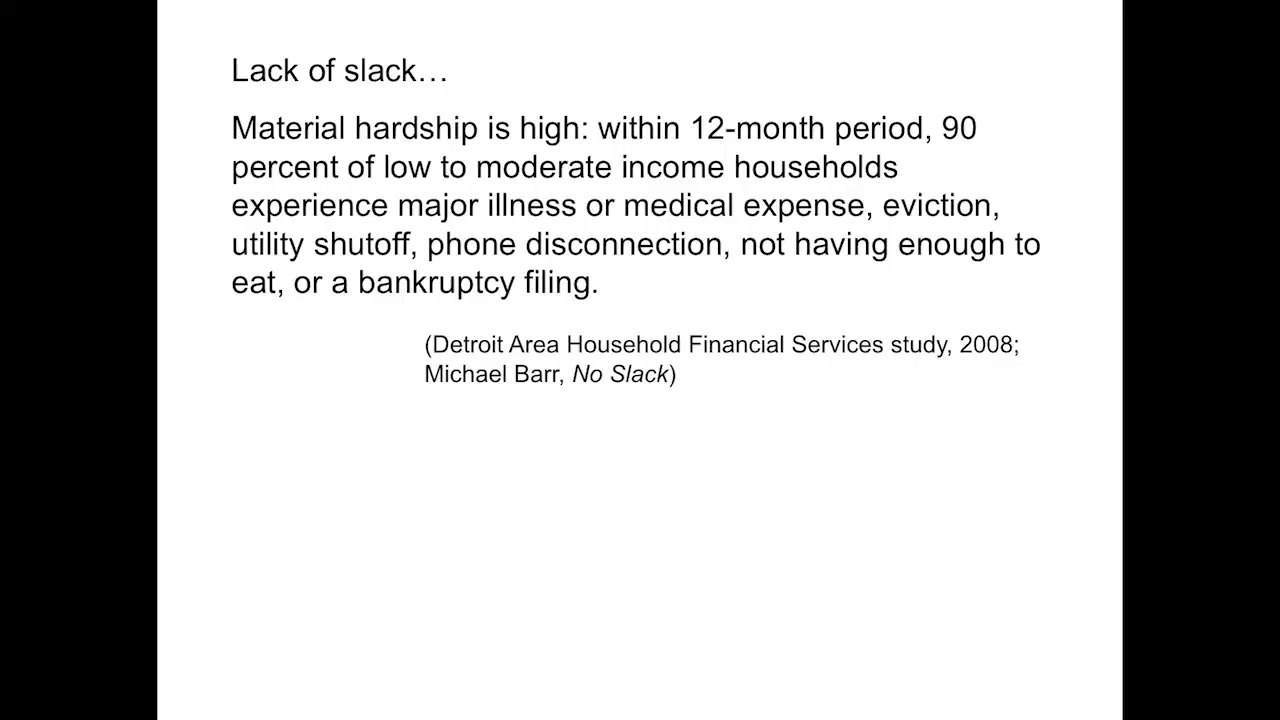 Lack of slack…
Material hardship is high: within 12-month period, 90
percent of low to moderate income households
experience major illness or medical expense, eviction,
utility shutoff, phone disconnection, not having enough to
eat, or a bankruptcy filing.
(Detroit Area Household Financial Services study, 2008;
Michael Barr, No Slack)